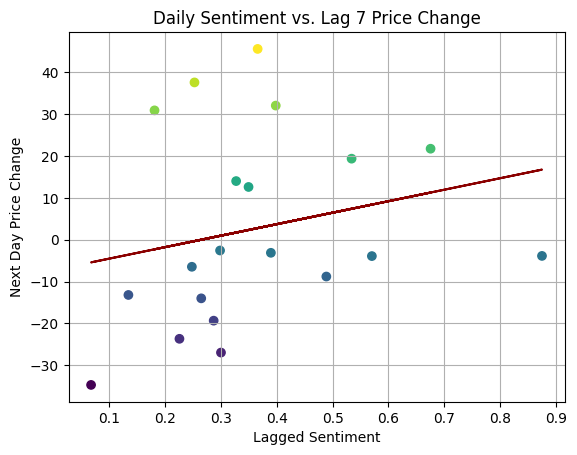 Daily Sentiment vs. Lag 7 Price Change
Next Day Price Change
40
30
20
10
0
−10
−20
−30
0.1 0.2 0.3 0.4 0.5 0.6 0.7 0.8 0.9
Lagged Sentiment